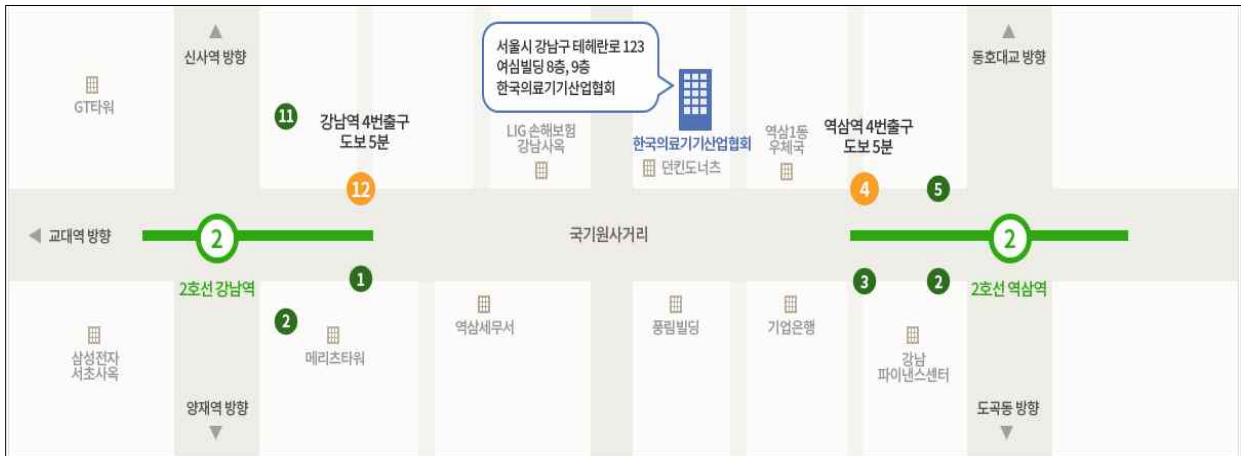 신사역 방향
서울시 강남구 테헤란로 123
여심빌딩 8층, 9층
한국의료기기산업협회
동호대교 방향
GT타워
11
강남역 4번출구
도보 5분
LIG 손해보험
강남사옥
한국의료기기산업협회
던킨도너츠
역삼1동
우체국
역삼역 4번출구
도보 5분
12
4
5
교대역 방향
2
국기원사거리
2
2호선 강남역
1
3
2
2호선 역삼역
2
역삼세무서
풍림빌딩
기업은행
삼성전자
서초사옥
메리츠타워
강남
파이낸스센터
양재역 방향
도곡동 방향